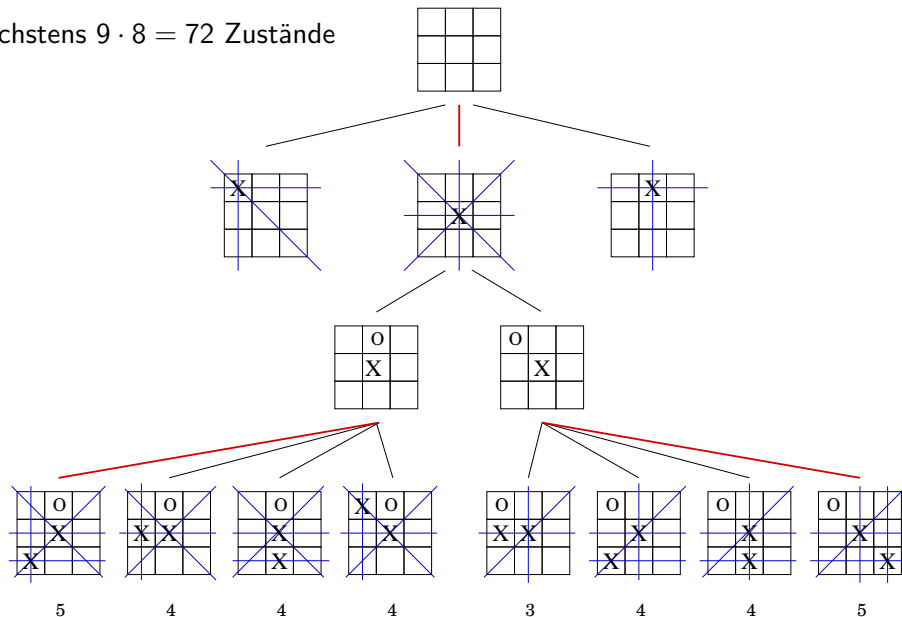 chstens 9 · 8 = 72 Zustände
X X X
O O
X X
O O O X O O O O O
X X X X X X X X X X X
X X X X X
5 4 4 4 3 4 4 5